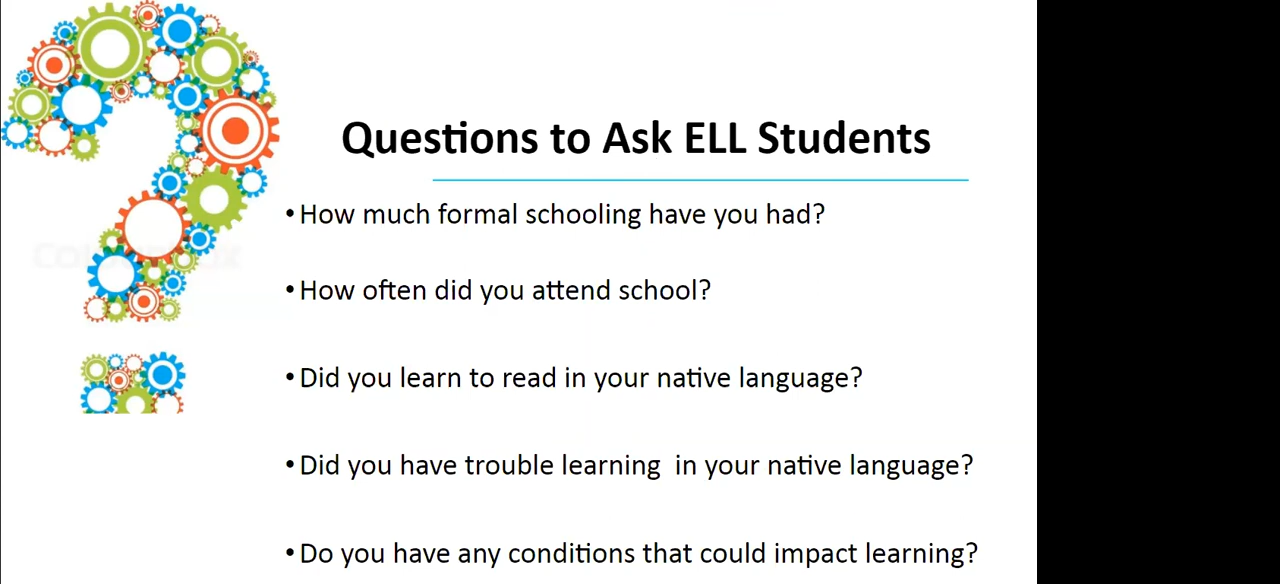 Questions to Ask ELL Students
•How much formal schooling have you had?
•How often did you attend school?
•Did you learn to read in your native language?
•Did you have trouble learning  in your native language?
•Do you have any conditions that could impact learning?